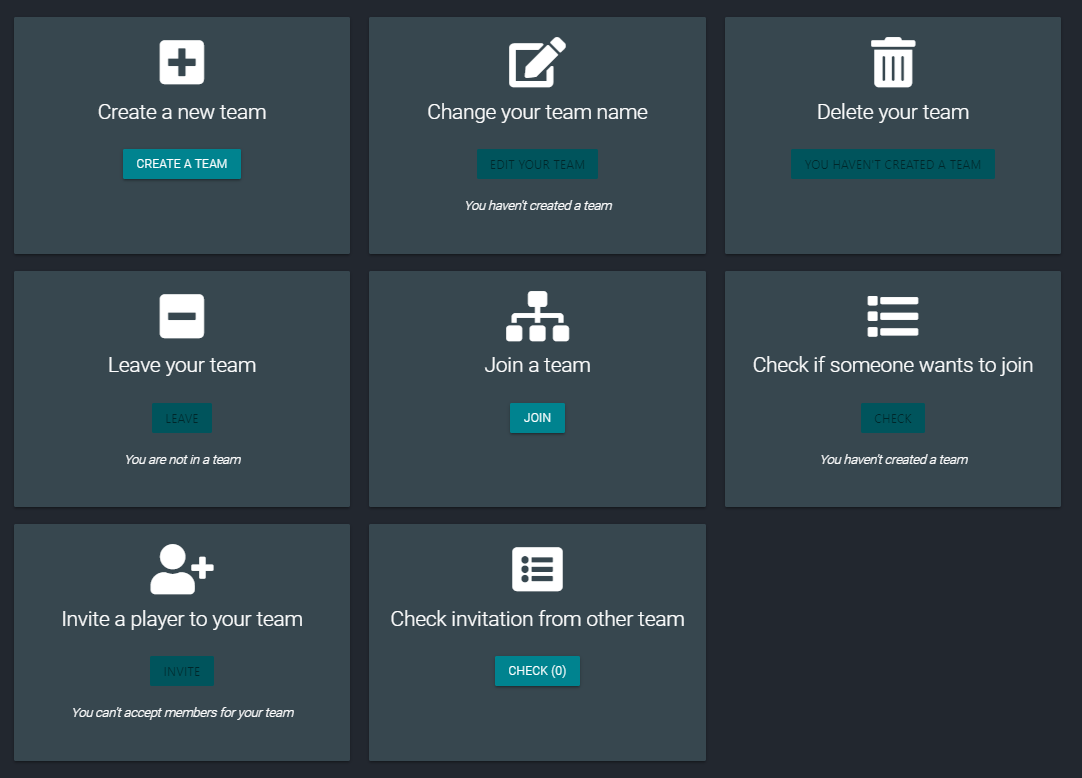 Create a new team
CREATE A TEAM
Change your team name
EDIT YOUR TEAM
You haven't created a team
Delete your team
YOU HAVEN'T CREATED A TEAM
Leave your team
LEAVE
You are not in a team
Join a team
JOIN
Check if someone wants to join
CHECK
You haven't created a team
Invite a player to your team
INVITE
You can't accept members for your team
Check invitation from other team
CHECK (0)